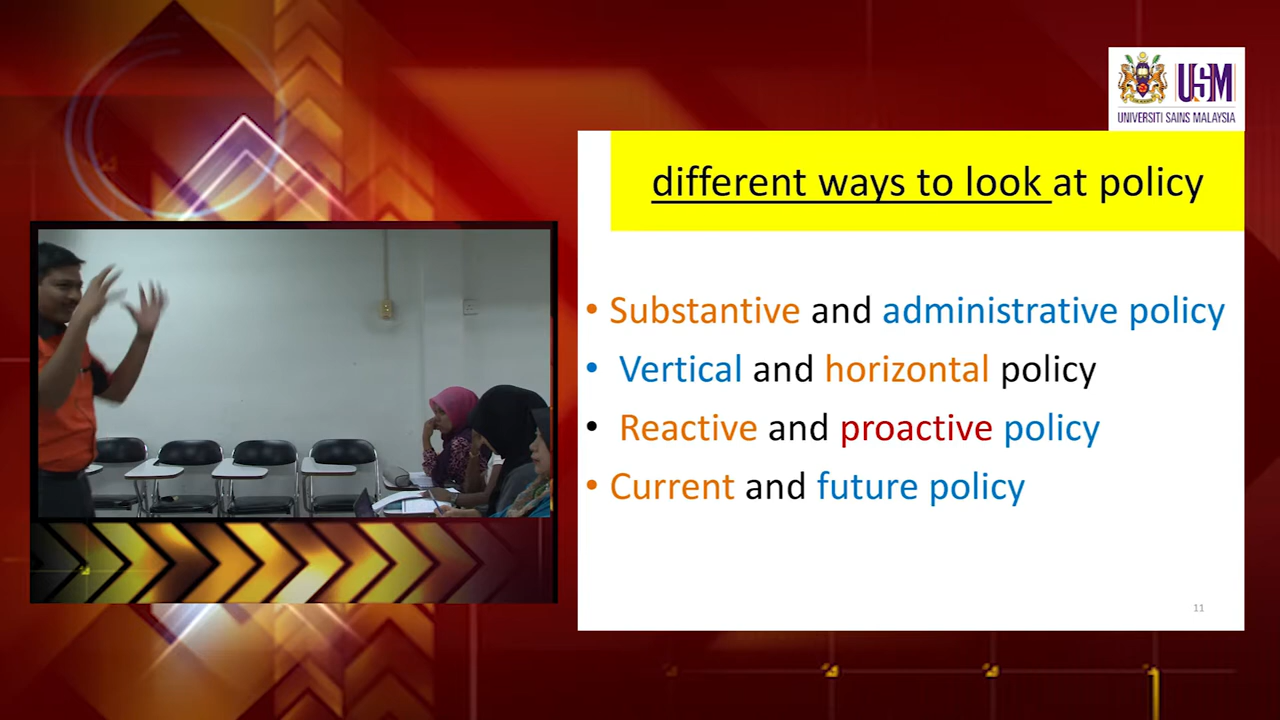 USM
UNIVERSITI SAINS MALAYSIA
different ways to look at policy
• Substantive and administrative policy
• Vertical and horizontal policy
• Reactive and proactive policy
• Current and future policy
11